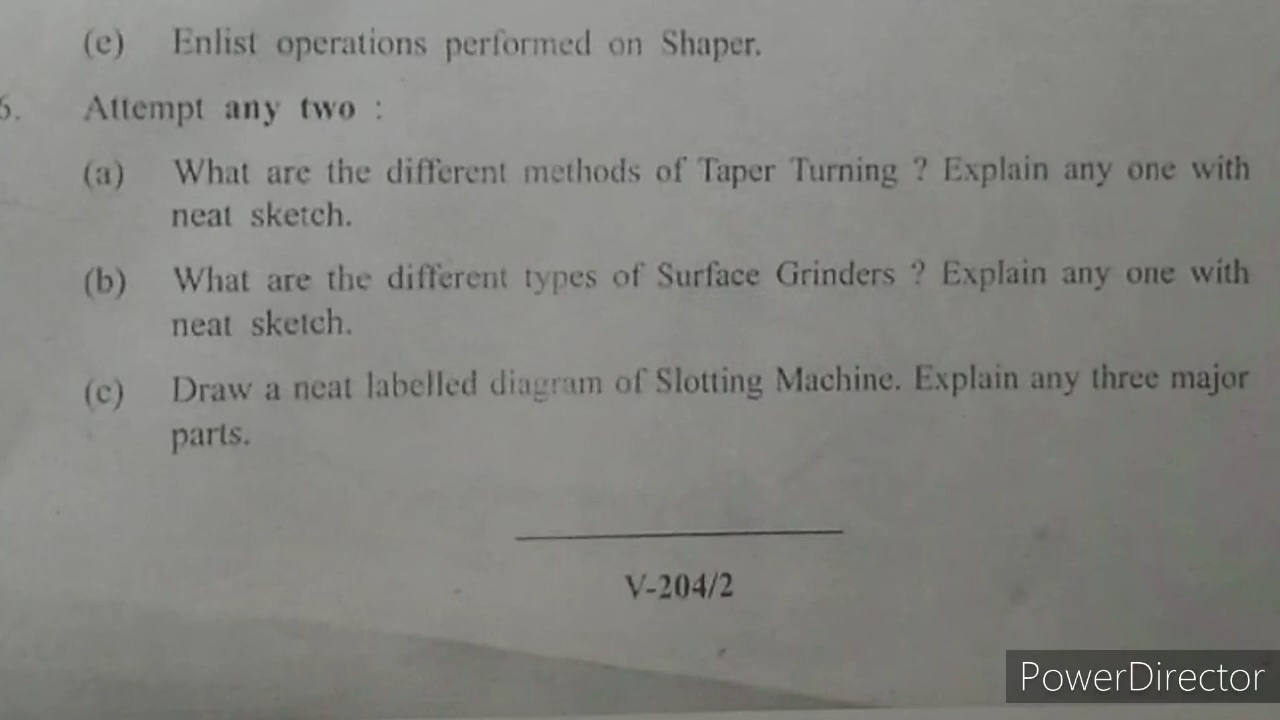 (e) Enlist operations performed on Shaper.
6. Attempt any two :
(a) What are the different methods of Taper Turning ? Explain any one with
neat sketch.
(b) What are the different types of Surface Grinders ? Explain any one with
neat sketch.
(c) Draw a neat labelled diagram of Slotting Machine. Explain any three major
parts.
V-204/2
PowerDirector